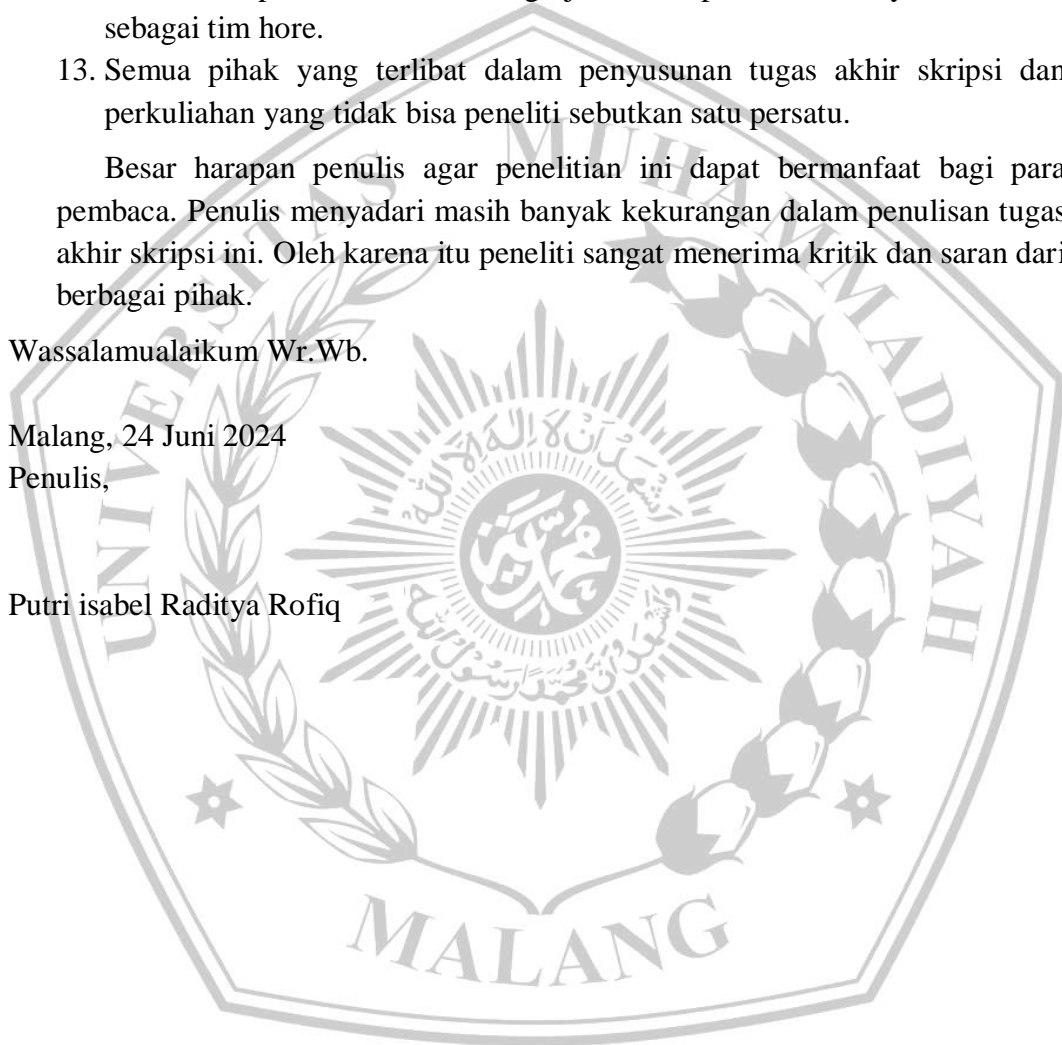 sebagai tim hore.
13. Semua pihak yang terlibat dalam penyusunan tugas akhir skripsi dan
perkuliahan yang tidak bisa peneliti sebutkan satu persatu.
Besar harapan penulis agar penelitian ini dapat bermanfaat bagi para
pembaca. Penulis menyadari masih banyak kekurangan dalam penulisan tugas
akhir skripsi ini. Oleh karena itu peneliti sangat menerima kritik dan saran dari
berbagai pihak.
Wassalamualaikum Wr.Wb.
Malang, 24 Juni 2024
Penulis,
Putri isabel Raditya Rofiq
UNIVERSITAS MUHAMMADIYAH
MALANG